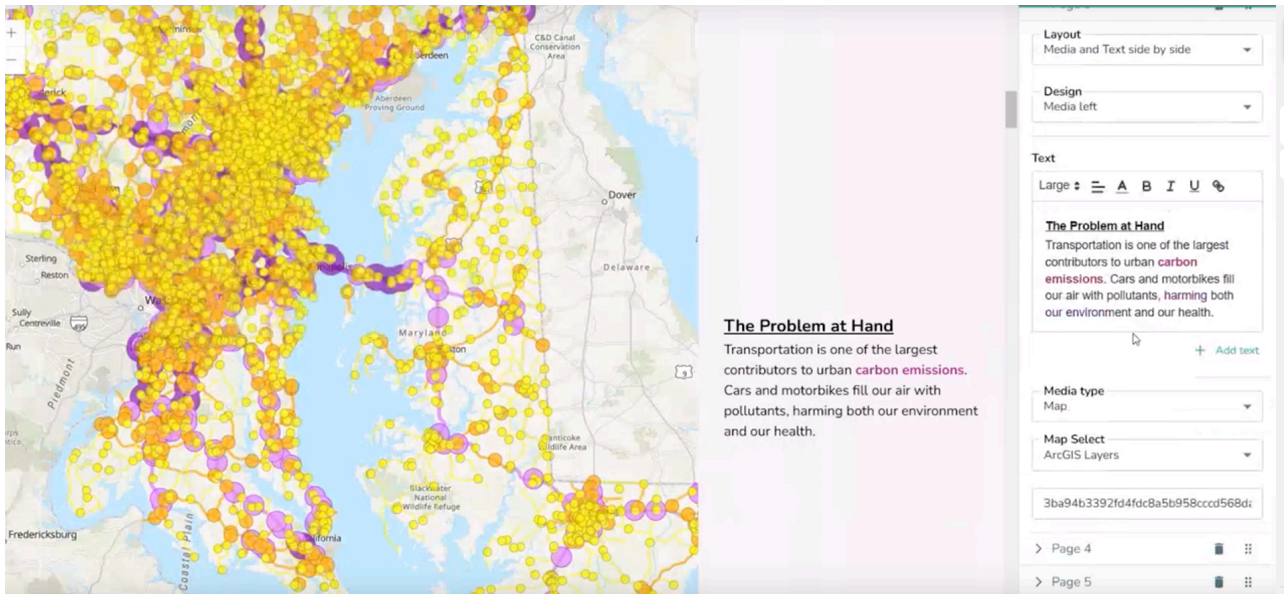 Aberdeen
Proving Ground
C&D Canal
Conservation
Area
Dover
Sterling
Reston
Sully
Centreville
495
Run
Piedmont
Maryland
Delaware
9
Blackwater
National
Wildlife Refuge
Fredericksburg
Coastal Plain
The Problem at Hand
Transportation is one of the largest
contributors to urban carbon emissions.
Cars and motorbikes fill our air with
pollutants, harming both our environment
and our health.
Layout
Media and Text side by side
Design
Media left
Text
Large
A B I U
The Problem at Hand
Transportation is one of the largest
contributors to urban carbon
emissions. Cars and motorbikes fill
our air with pollutants, harming both
our environment and our health.
+ Add text
Media type
Map
Map Select
ArcGIS Layers
Page 4
Page 5